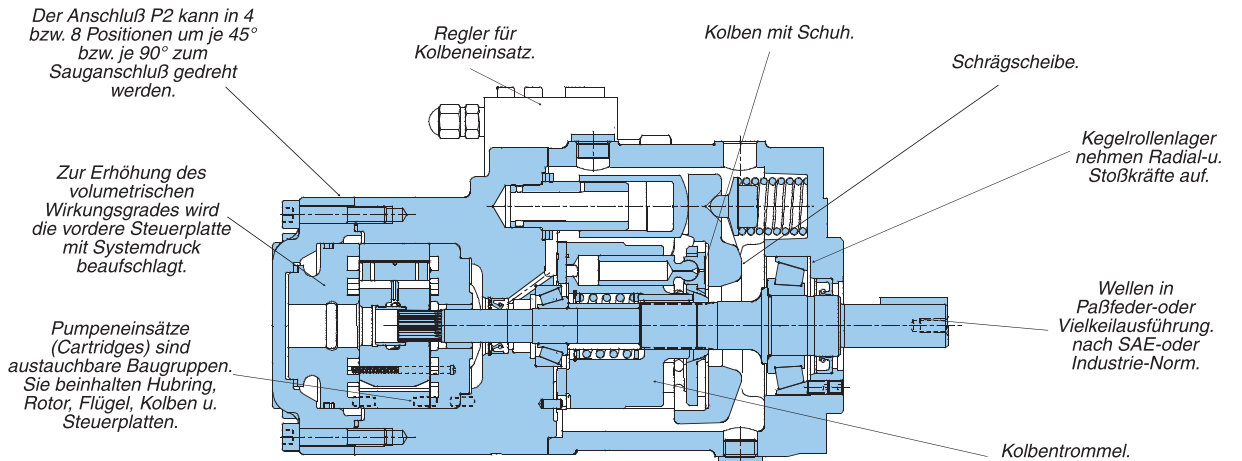 Der Anschluß P2 kann in 4
bzw. 8 Positionen um je 45°
bzw. je 90° zum
Sauganschluß gedreht
werden.
Regler für
Kolbeneinsatz.
Kolben mit Schuh.
Schrägscheibe.
Kegelrollenlager
nehmen Radial-u.
Stoßkräfte auf.
Zur Erhöhung des
volumetrischen
Wirkungsgrades wird
die vordere Steuerplatte
mit Systemdruck
beaufschlagt.
Wellen in
Paßfeder-oder
Vielkeilausführung.
nach SAE-oder
Industrie-Norm.
Pumpeneinsätze
(Cartridges) sind
austauchbare Baugruppen.
Sie beinhalten Hubring,
Rotor, Flügel, Kolben u.
Steuerplatten.
Kolbentrommel.